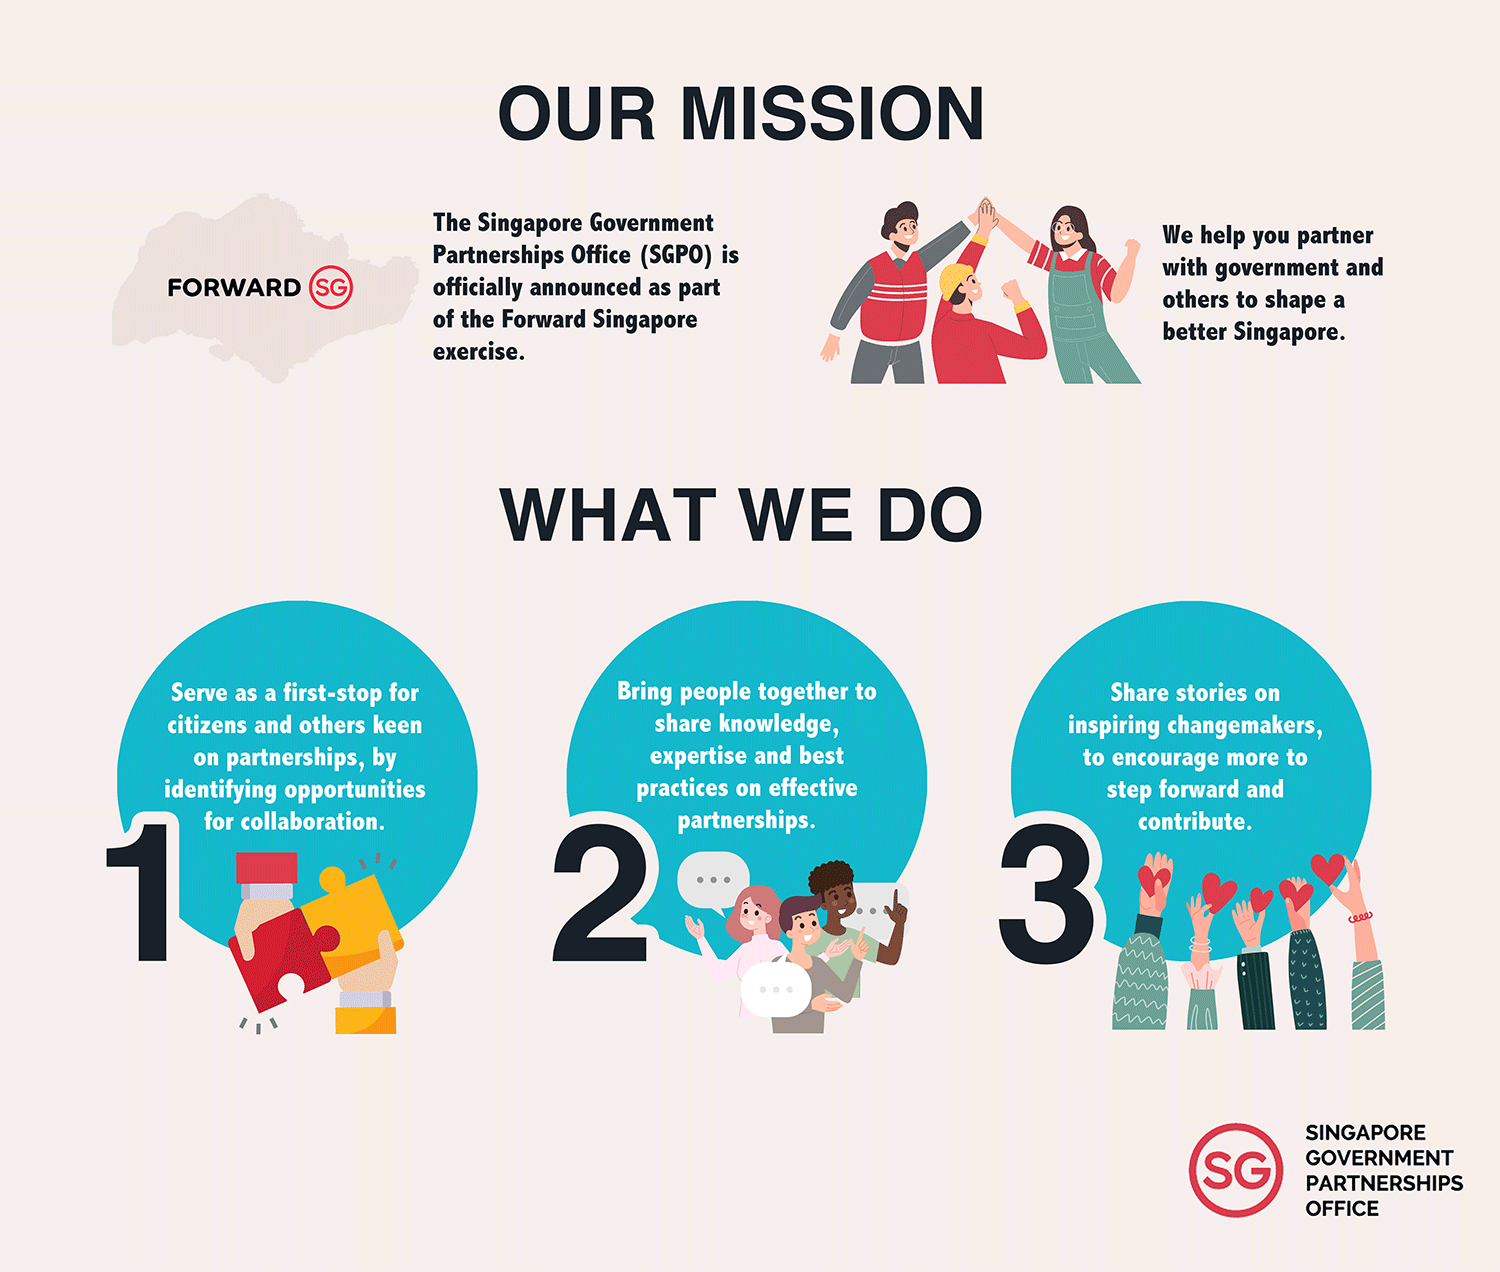 OUR MISSION
FORWARD SG
The Singapore Government
Partnerships Office (SGPO) is
officially announced as part
of the Forward Singapore
exercise.
We help you partner
with government and
others to shape a
better Singapore.
WHAT WE DO
1
Serve as a first-stop for
citizens and others keen
on partnerships, by
identifying opportunities
for collaboration.
2
Bring people together to
share knowledge,
expertise and best
practices on effective
partnerships.
3
Share stories on
inspiring changemakers,
to encourage more to
step forward and
contribute.
SG
SINGAPORE
GOVERNMENT
PARTNERSHIPS
OFFICE